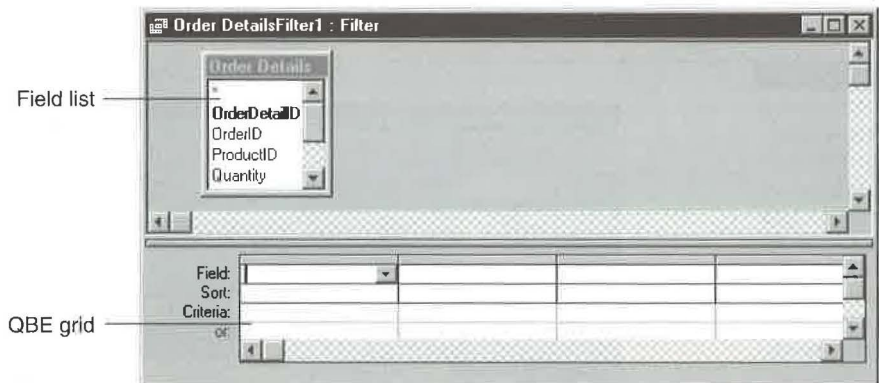 Order DetailsFilter1 : Filter
Order Details
Field list
*
OrderDetailID
OrderID
ProductID
Quantity
Field:
Sort:
Criteria:
or:
QBE grid